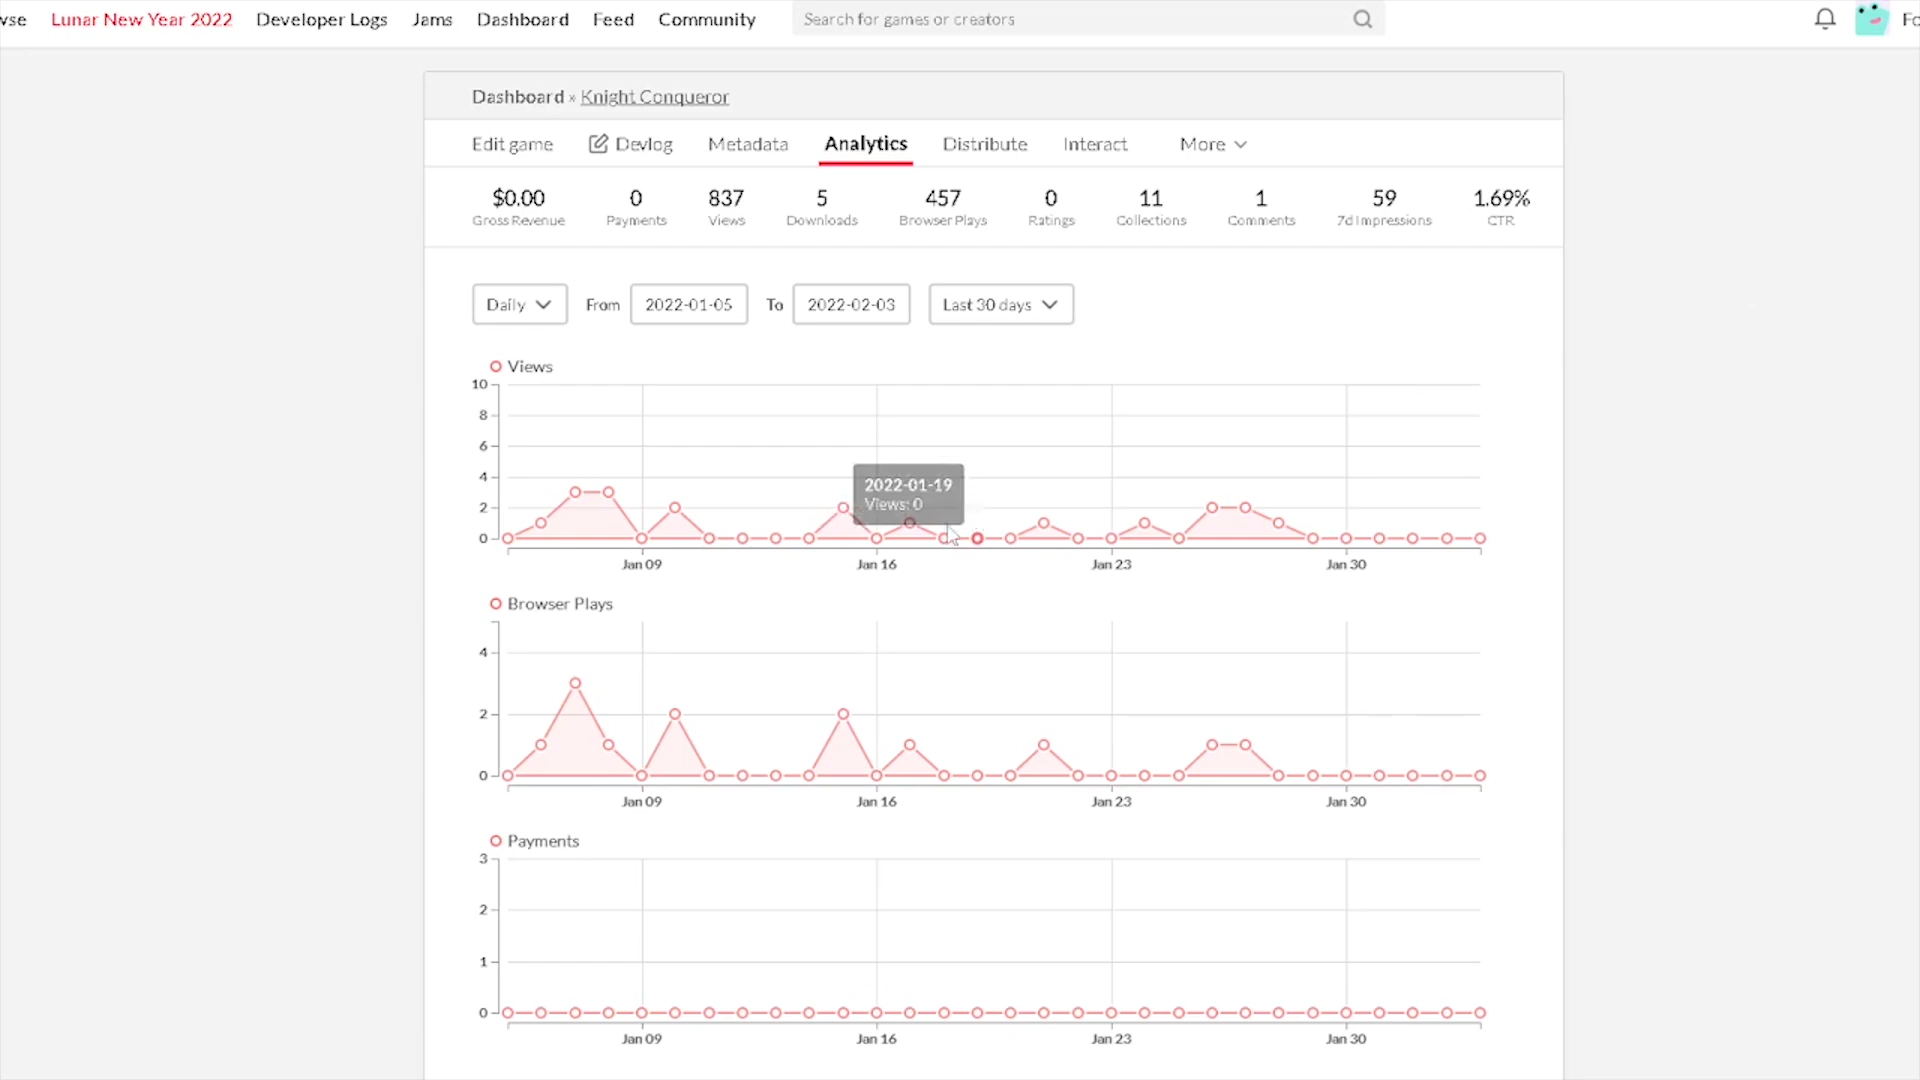 wse Lunar New Year 2022 Developer Logs Jams Dashboard Feed Community Search for games or creators Fo
Dashboard » Knight Conqueror
Edit game Devlog Metadata Analytics Distribute Interact More
$0.00 0 837 5 457 0 11 1 59 1.69%
Gross Revenue Payments Views Downloads Browser Plays Ratings Collections Comments 7d Impressions CTR
Daily From 2022-01-05 To 2022-02-03 Last 30 days
Views
10
8
6
4
2
0
2022-01-19
Views: 0
Jan 09 Jan 16 Jan 23 Jan 30
Browser Plays
4
2
0
Jan 09 Jan 16 Jan 23 Jan 30
Payments
3
2
1
0
Jan 09 Jan 16 Jan 23 Jan 30